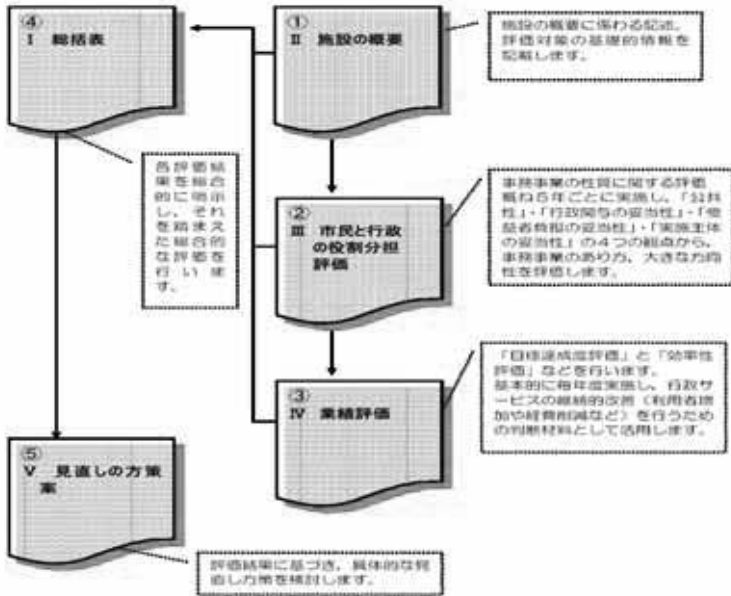 ④
Ⅰ 総括表
①
Ⅱ 施設の概要
施設の概要に係わる記述。
評価対象の基礎的情報を
記載します。
各評価結
果を総合
的に明示
し、それ
を踏まえ
た総合的
な評価を
行いま
す。
②
Ⅲ 市民と行政
の役割分担
評価
事務事業の性質に関する評価
概ね5年ごとに実施し、「公共
性」・「行政関与の妥当性」・「受
益者負担の妥当性」・「実施主体
の妥当性」の4つの観点から、
事務事業のあり方、大きな方向
性を評価します。
③
Ⅳ 業績評価
「目標達成度評価」と「効率性
評価」などを行います。
基本的に毎年度実施し、行政サ
ービスの継続的改善(利用者増
加や経費削減など)を行うため
の判断材料として活用します。
⑤
Ⅴ 見直しの方策
案
評価結果に基づき、具体的な見
直し方策を検討します。